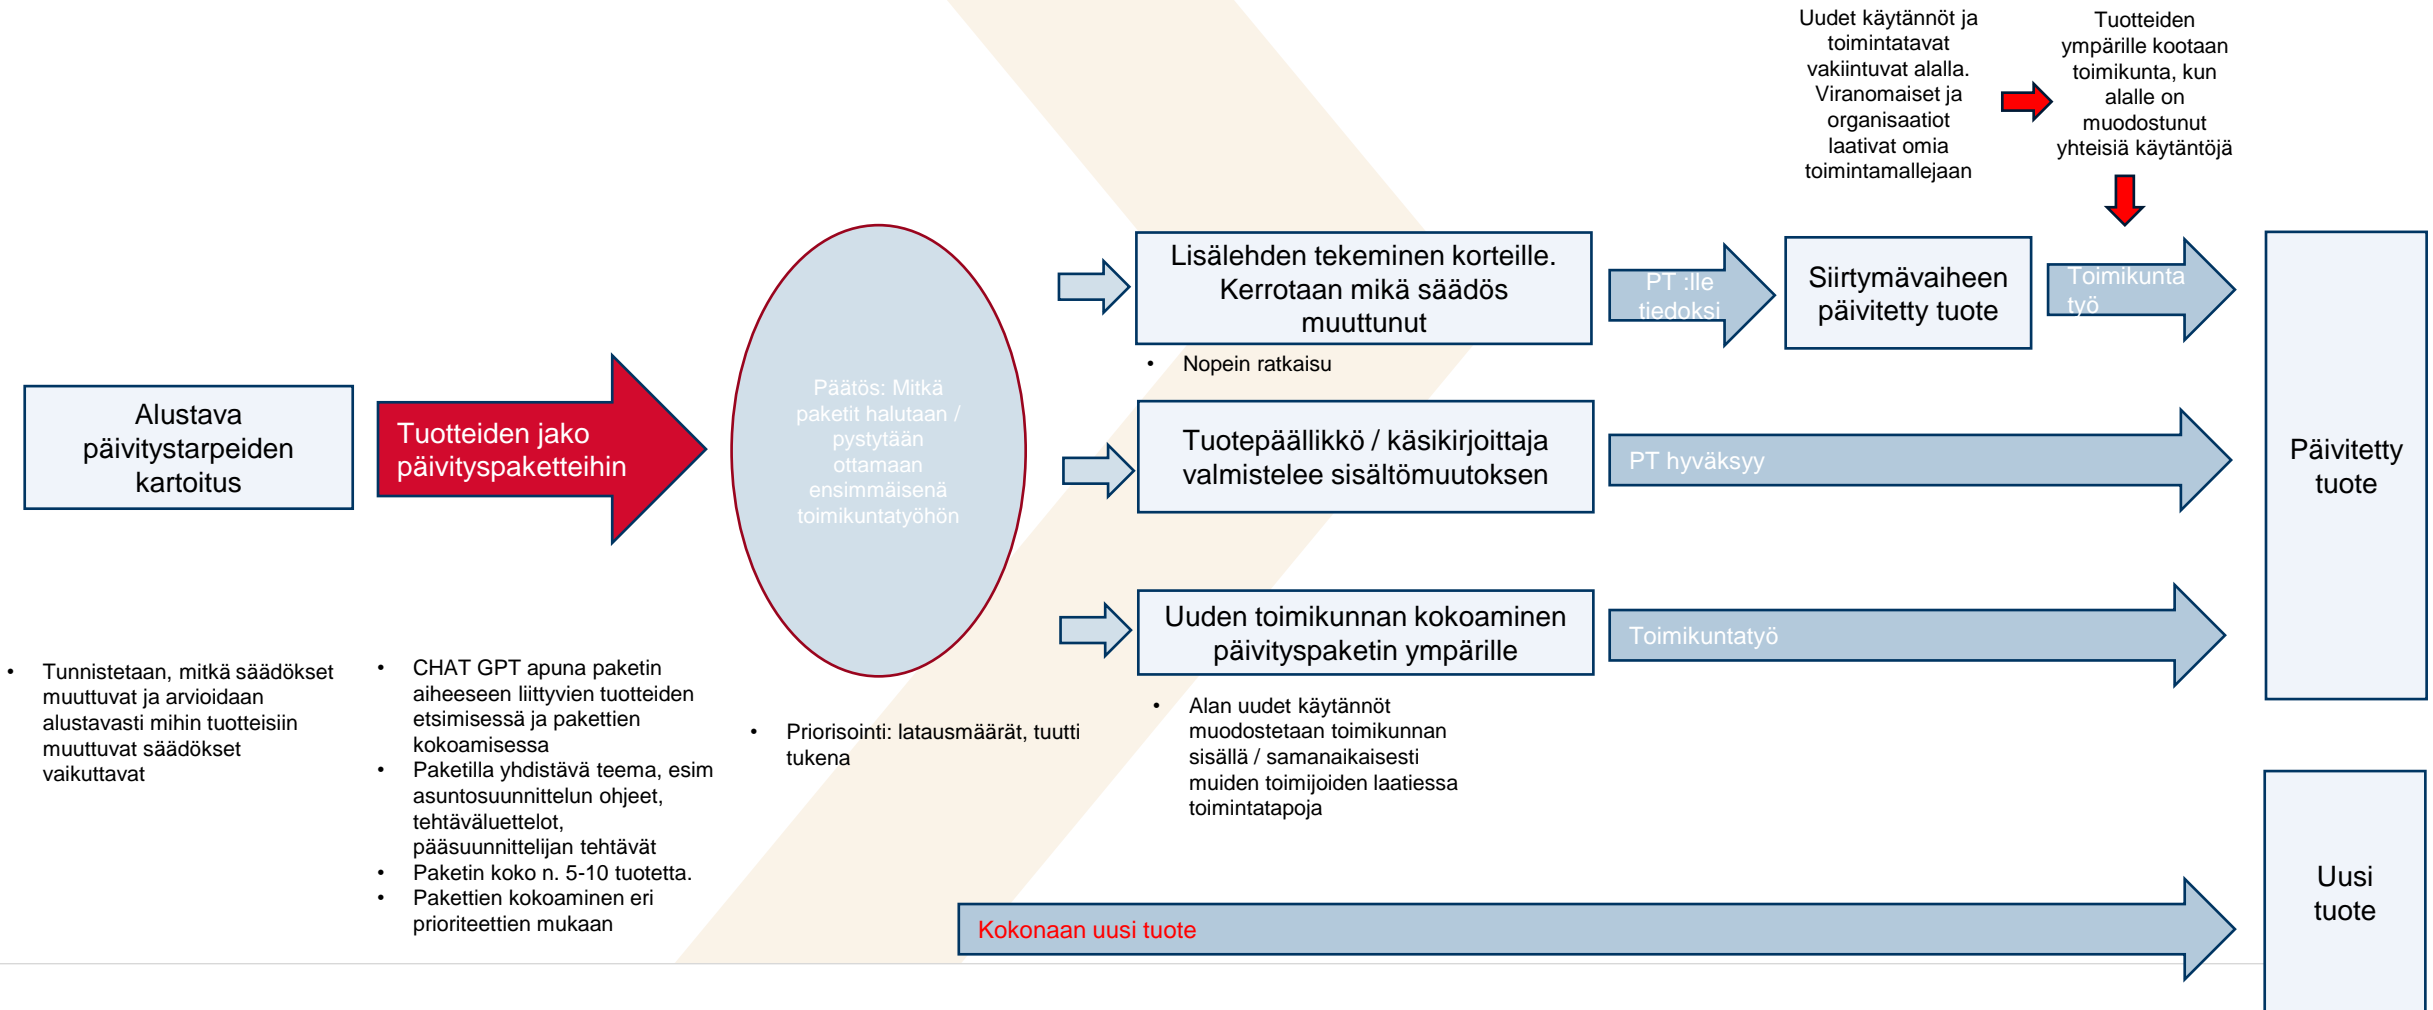 Uudet käytännöt ja
toimintatavat
vakiintuvat alalla.
Viranomaiset ja
organisaatiot
laativat omia
toimintamallejaan
Tuotteiden
ympärille kootaan
toimikunta, kun
alalle on
muodostunut
yhteisiä käytäntöjä
Alustava
päivitystarpeiden
kartoitus
Tuotteiden jako
päivityspaketteihin
Päätös: Mitkä
paketit halutaan /
pystytään
ottamaan
ensimmäisenä
toimikuntatyöhön
Lisälehden tekeminen korteille.
Kerrotaan mikä säädös
muuttunut
• Nopein ratkaisu
PT :lle
tiedoksi
Siirtymävaiheen
päivitetty tuote
Toimikunta
työ
Tuotepäällikkö / käsikirjoittaja
valmistelee sisältömuutoksen
PT hyväksyy
Päivitetty
tuote
Uuden toimikunnan kokoaminen
päivityspaketin ympärille
Toimikuntatyö
• Tunnistetaan, mitkä säädökset
muuttuvat ja arvioidaan
alustavasti mihin tuotteisiin
muuttuvat säädökset
vaikuttavat
• CHAT GPT apuna paketin
aiheeseen liittyvien tuotteiden
etsimisessä ja pakettien
kokoamisessa
• Paketilla yhdistävä teema, esim
asuntosuunnittelun ohjeet,
tehtäväluettelot,
pääsuunnittelijan tehtävät
• Paketin koko n. 5-10 tuotetta.
• Pakettien kokoaminen eri
prioriteettien mukaan
• Priorisointi: latausmäärät, tuutti
tukena
• Alan uudet käytännöt
muodostetaan toimikunnan
sisällä / samanaikaisesti
muiden toimijoiden laatiessa
toimintatapoja
Kokonaan uusi tuote
Uusi
tuote